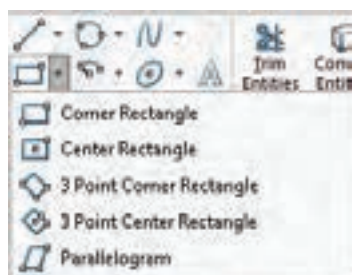 Trim
Entities
Corner Rectangle
Center Rectangle
3 Point Corner Rectangle
3 Point Center Rectangle
Parallelogram